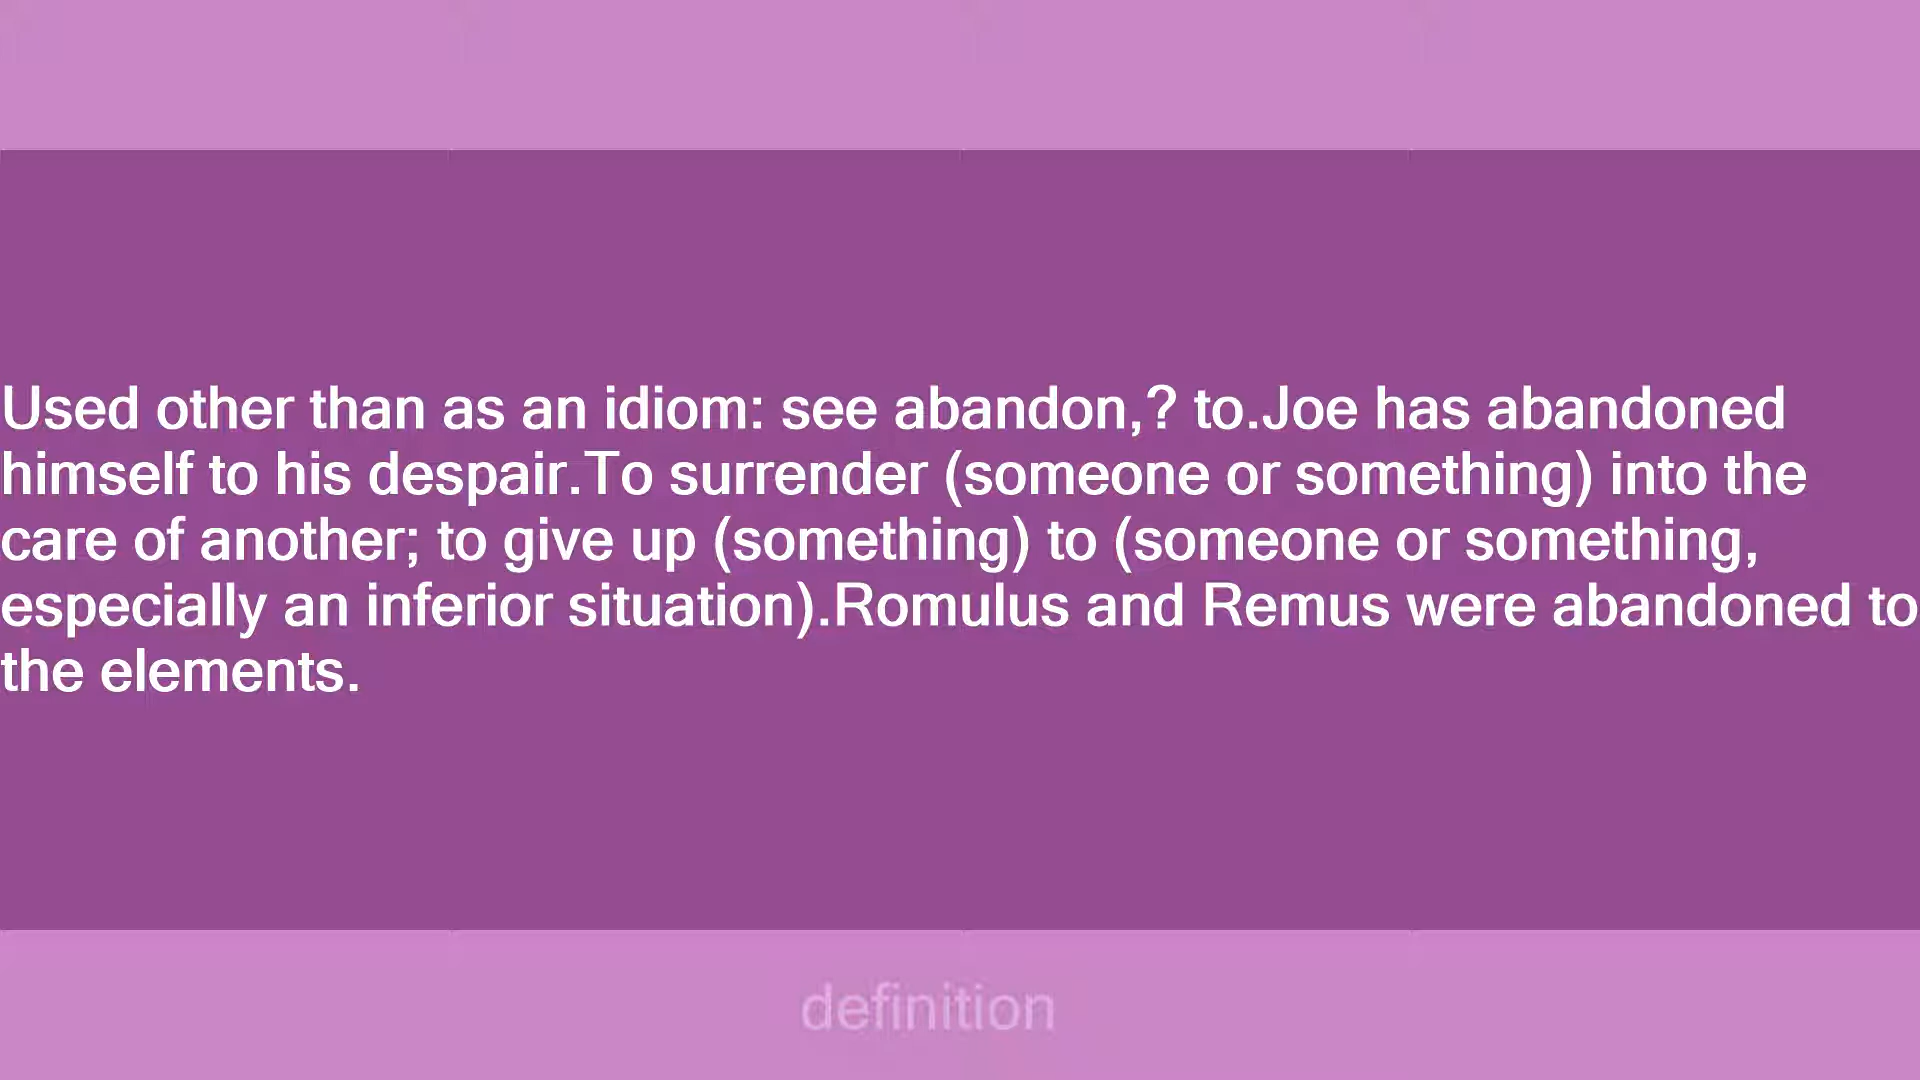 Used other than as an idiom: see abandon,? to.Joe has abandoned
himself to his despair.To surrender (someone or something) into the
care of another; to give up (something) to (someone or something,
especially an inferior situation).Romulus and Remus were abandoned to
the elements.
definition